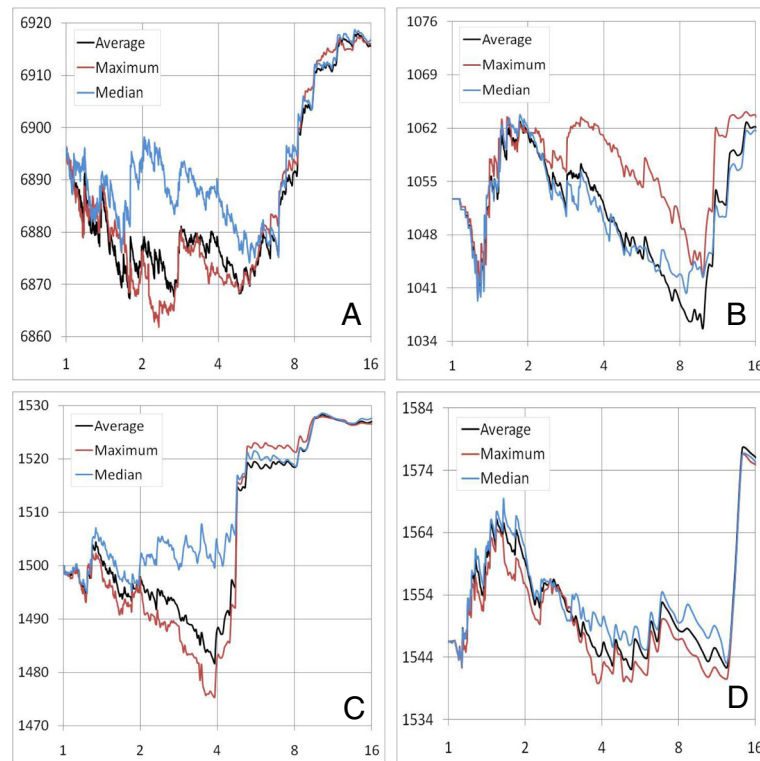 6920
Average
Maximum
Median
6910
6900
6890
6880
6870
6860
A
1 2 4 8 16
1076
Average
Maximum
Median
1069
1062
1055
1048
1041
1034
B
1 2 4 8 16
1530
Average
Maximum
Median
1520
1510
1500
1490
1480
1470
C
1 2 4 8 16
1584
Average
Maximum
Median
1574
1564
1554
1544
1534
D
1 2 4 8 16